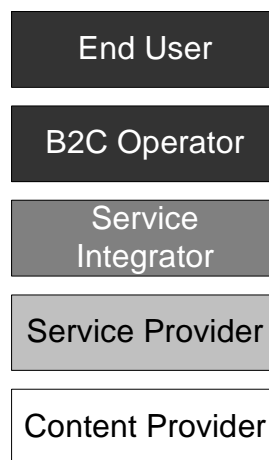 End User
B2C Operator
Service
Integrator
Service Provider
Content Provider